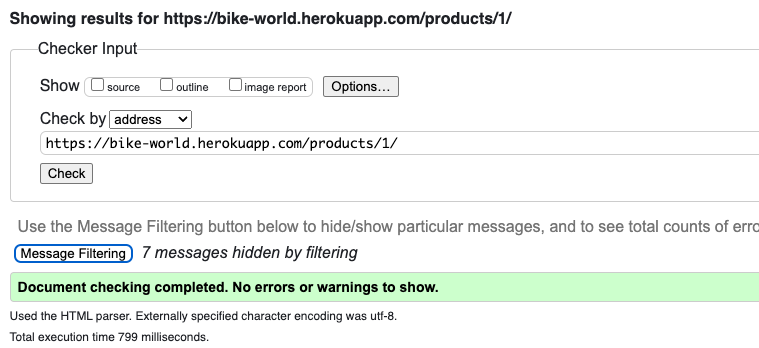 Showing results for https://bike-world.herokuapp.com/products/1/
Checker Input
Show source outline image report Options...
Check by address
https://bike-world.herokuapp.com/products/1/
Check
Use the Message Filtering button below to hide/show particular messages, and to see total counts of
Message Filtering 7 messages hidden by filtering
Document checking completed. No errors or warnings to show.
Used the HTML parser. Externally specified character encoding was utf-8.
Total execution time 799 milliseconds.